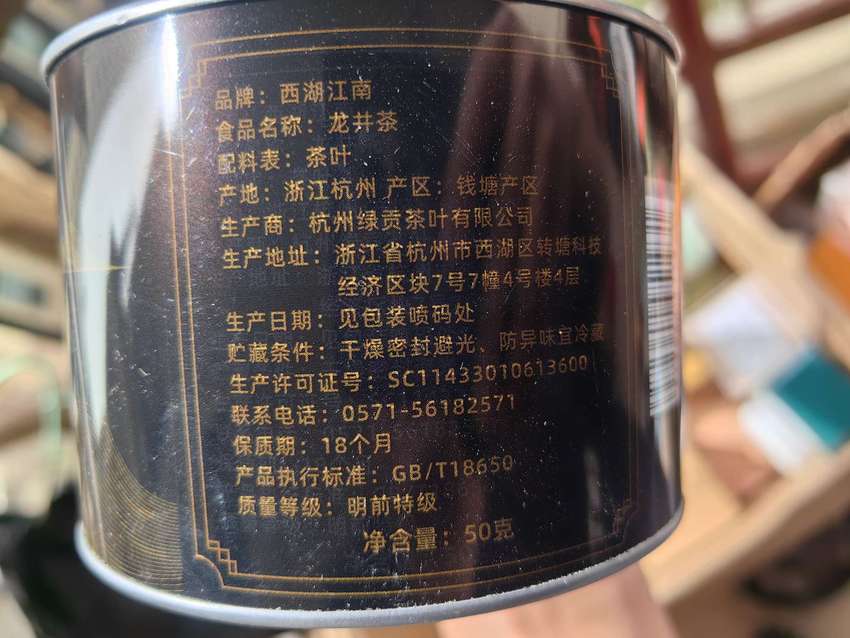 品牌：西湖江南
食品名称：龙井茶
配料表：茶叶
产地：浙江杭州 产区：钱塘产区
生产商：杭州绿贡茶叶有限公司
生产地址：浙江省杭州市西湖区转塘科技
经济区块7号7幢4号楼4层
生产日期：见包装喷码处
贮藏条件：干燥密封避光、防异味宜冷藏
生产许可证号：SC11433010613600
联系电话：0571-56182571
保质期：18个月
产品执行标准：GB/T18650
质量等级：明前特级
净含量：50克